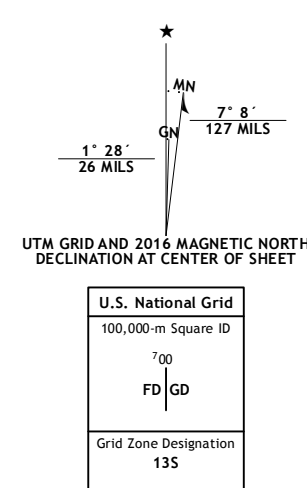 ★
MN
GN
7° 8´
127 MILS
1° 28´
26 MILS
UTM GRID AND 2016 MAGNETIC NORTH
DECLINATION AT CENTER OF SHEET
U.S. National Grid
100,000-m Square ID
⁷00
FD GD
Grid Zone Designation
13S